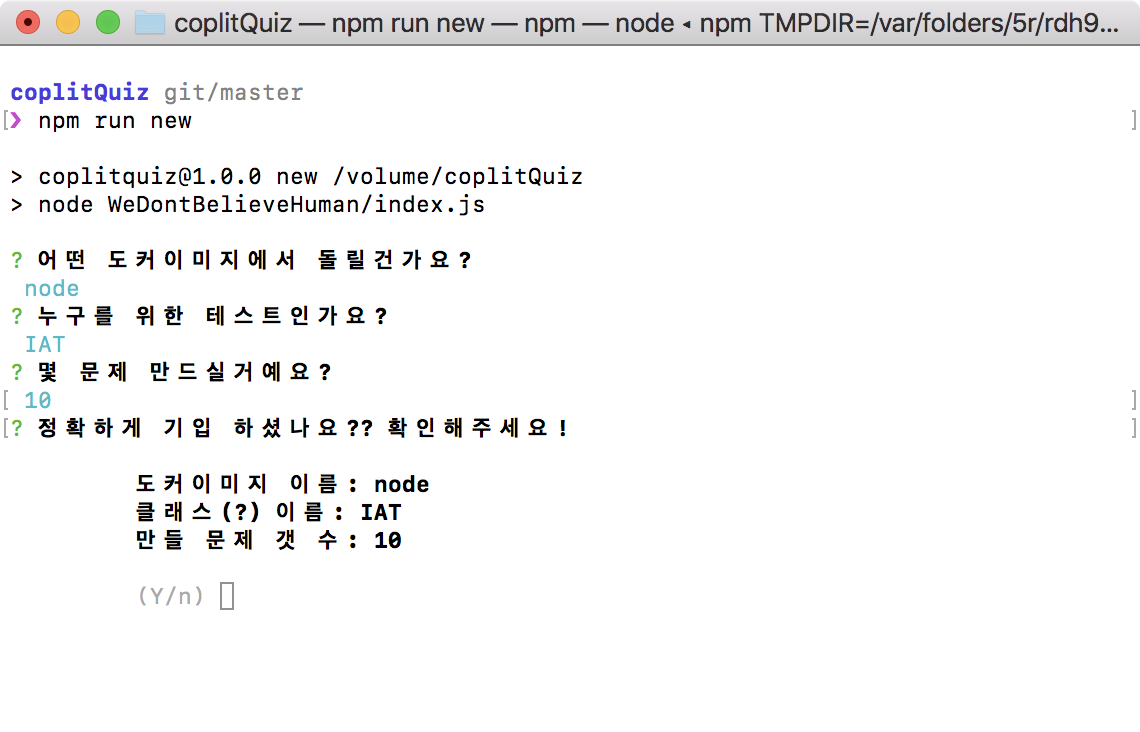 coplitQuiz — npm run new — npm — node ◂ npm TMPDIR=/var/folders/5r/rdh9...
coplitQuiz git/master
[❯ npm run new ]
> coplitquiz@1.0.0 new /volume/coplitQuiz
> node WeDontBelieveHuman/index.js
? 어떤 도커이미지에서 돌릴건가요?
node
? 누구를 위한 테스트인가요?
IAT
? 몇 문제 만드실거예요?
[ 10 ]
[? 정확하게 기입 하셨나요?? 확인해주세요! ]
도커이미지 이름: node
클래스(?) 이름: IAT
만들 문제 갯 수: 10
(Y/n)